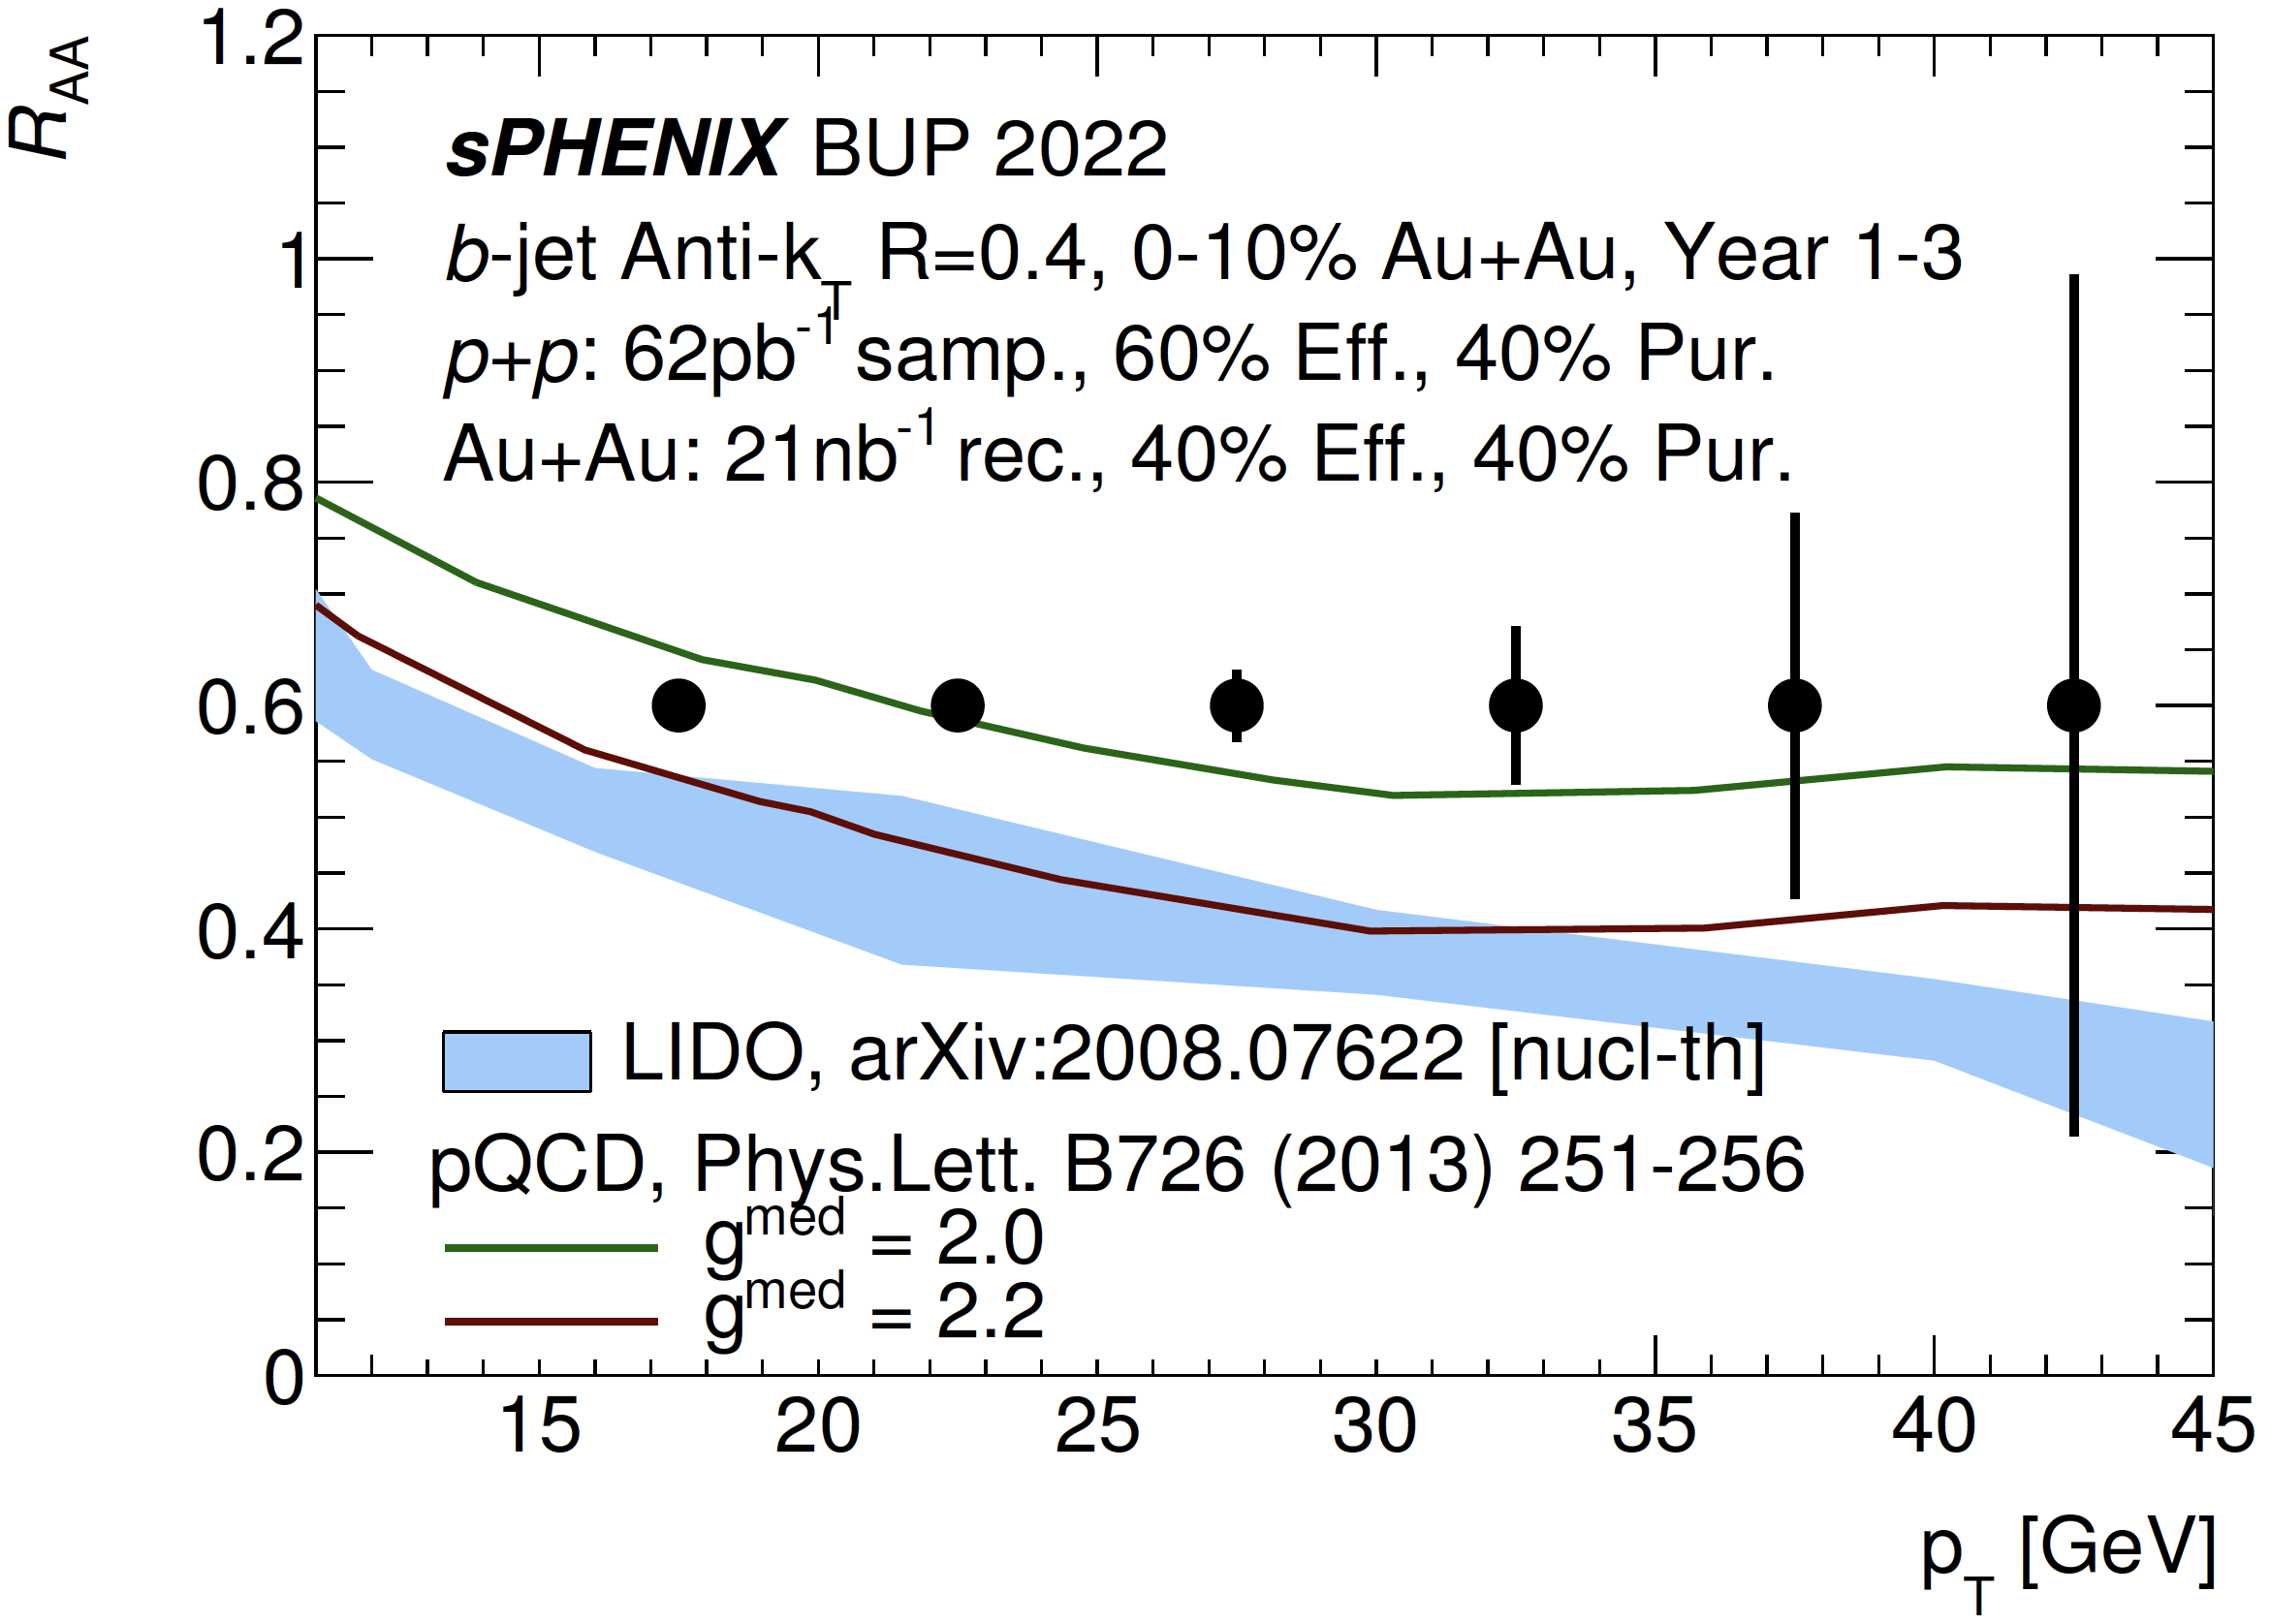 R_AA
1.2
1
0.8
0.6
0.4
0.2
0
sPHENIX BUP 2022
b-jet Anti-k_T R=0.4, 0-10% Au+Au, Year 1-3
p+p: 62pb^-1 samp., 60% Eff., 40% Pur.
Au+Au: 21nb^-1 rec., 40% Eff., 40% Pur.
LIDO, arXiv:2008.07622 [nucl-th]
pQCD, Phys.Lett. B726 (2013) 251-256
g^med = 2.0
g^med = 2.2
15 20 25 30 35 40 45
p_T [GeV]